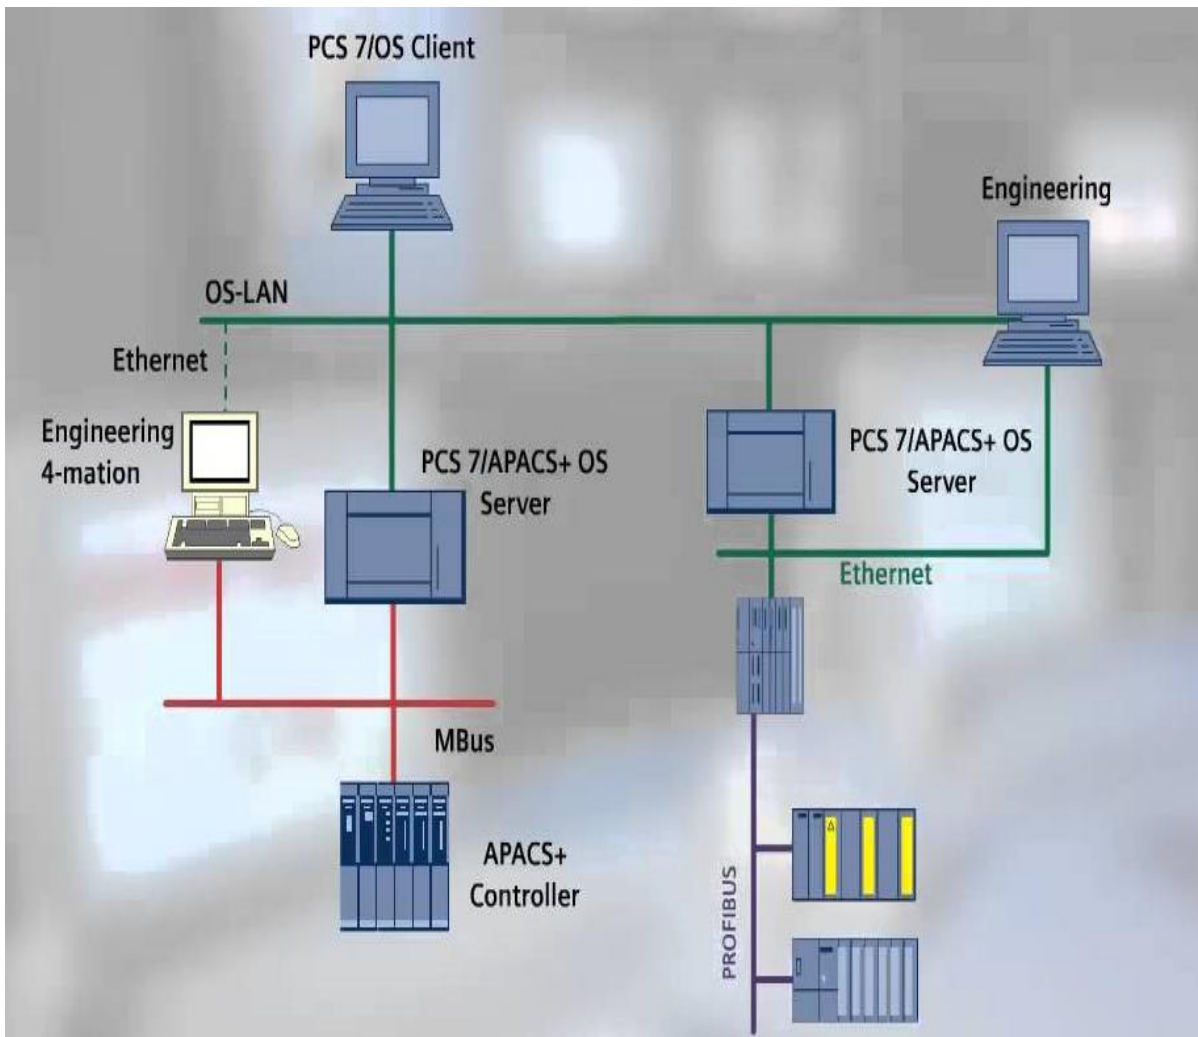 PCS 7/OS Client
Engineering
OS-LAN
Ethernet
Engineering
4-mation
PCS 7/APACS+ OS
Server
PCS 7/APACS+ OS
Server
Ethernet
MBus
APACS+
Controller
PROFIBUS